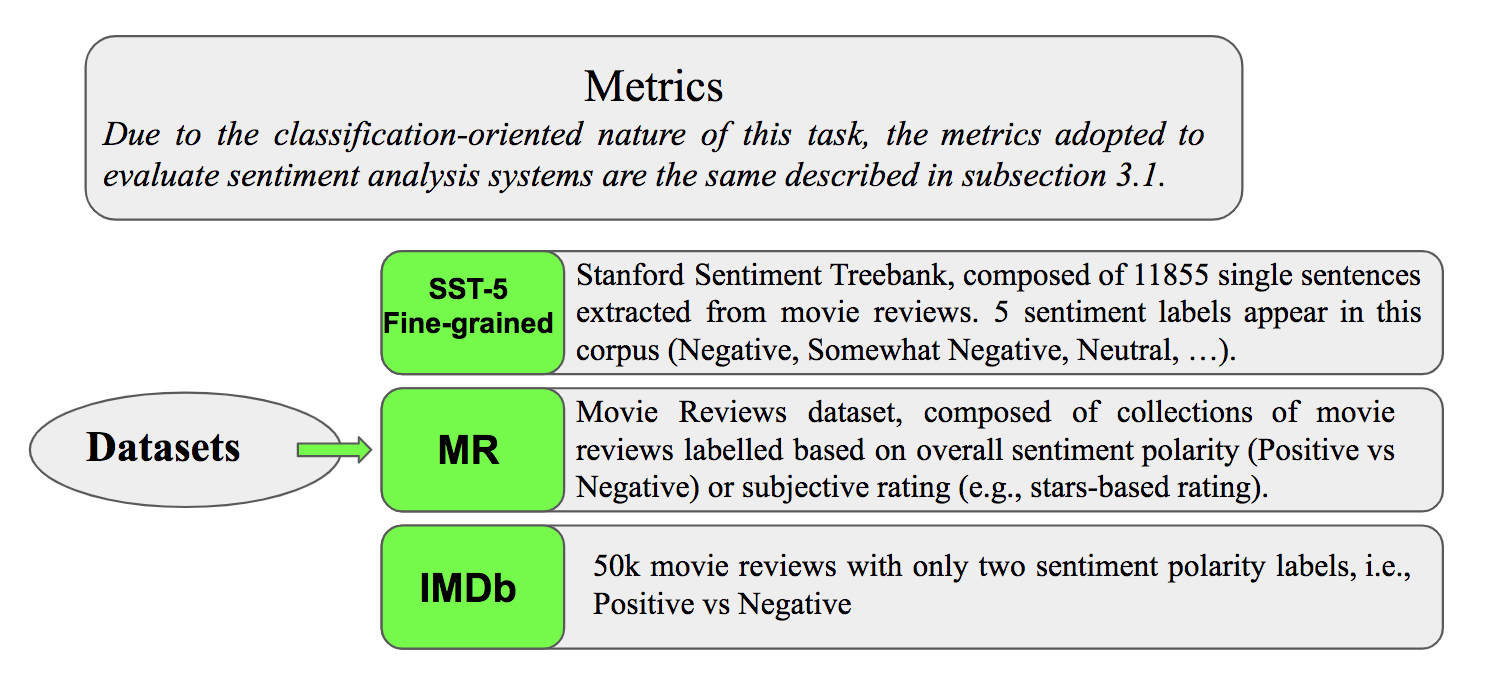 Metrics
Due to the classification-oriented nature of this task, the metrics adopted to
evaluate sentiment analysis systems are the same described in subsection 3.1.
SST-5
Fine-grained
Stanford Sentiment Treebank, composed of 11855 single sentences
extracted from movie reviews. 5 sentiment labels appear in this
corpus (Negative, Somewhat Negative, Neutral, …).
Datasets
MR
Movie Reviews dataset, composed of collections of movie
reviews labelled based on overall sentiment polarity (Positive vs
Negative) or subjective rating (e.g., stars-based rating).
IMDb
50k movie reviews with only two sentiment polarity labels, i.e.,
Positive vs Negative